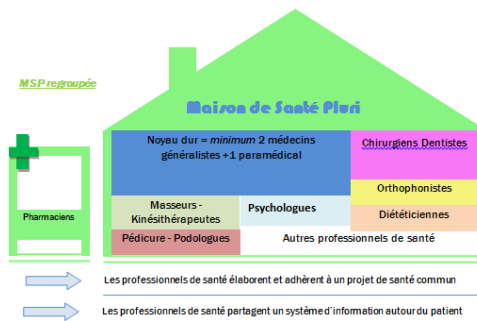 MSP regroupée
Maison de Santé Pluri
Noyau dur = minimum 2 médecins
généralistes +1 paramédical
Chirurgiens Dentistes
Orthophonistes
Masseurs -
Kinésithérapeutes
Psychologues
Diététiciennes
Pharmaciens
Pédicure - Podologues
Autres professionnels de santé
Les professionnels de santé élaborent et adhèrent à un projet de santé commun
Les professionnels de santé partagent un système d'information autour du patient